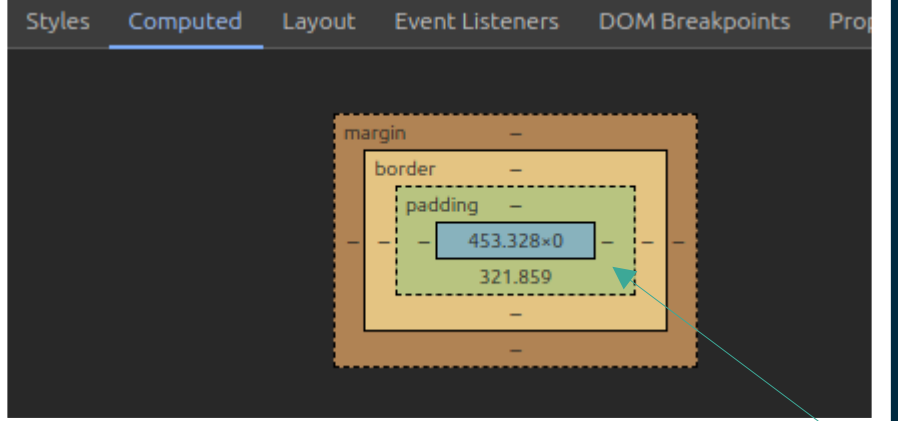 Styles Computed Layout Event Listeners DOM Breakpoints Prop
margin –
border –
padding –
– – – 453.328×0 – – –
321.859
–
–